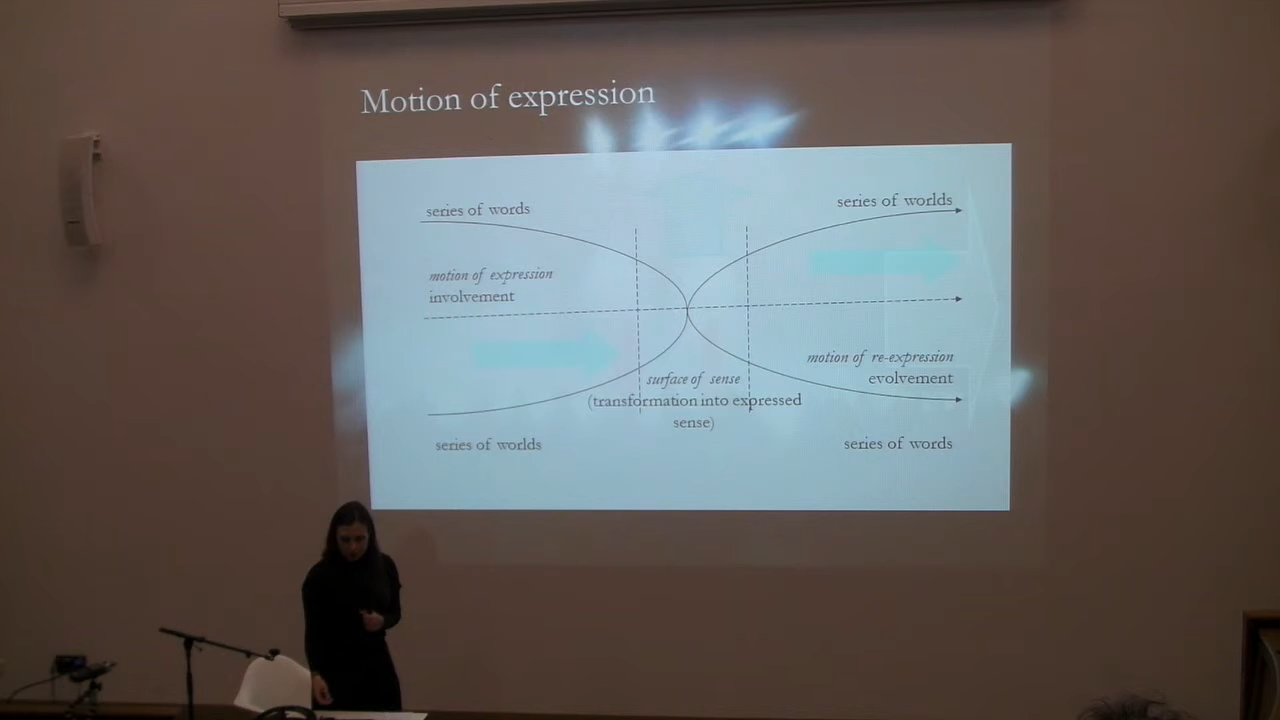 Motion of expression
series of words
series of worlds
motion of expression
involvement
motion of re-expression
evolvement
surface of sense
(transformation into expressed
sense)
series of worlds
series of words